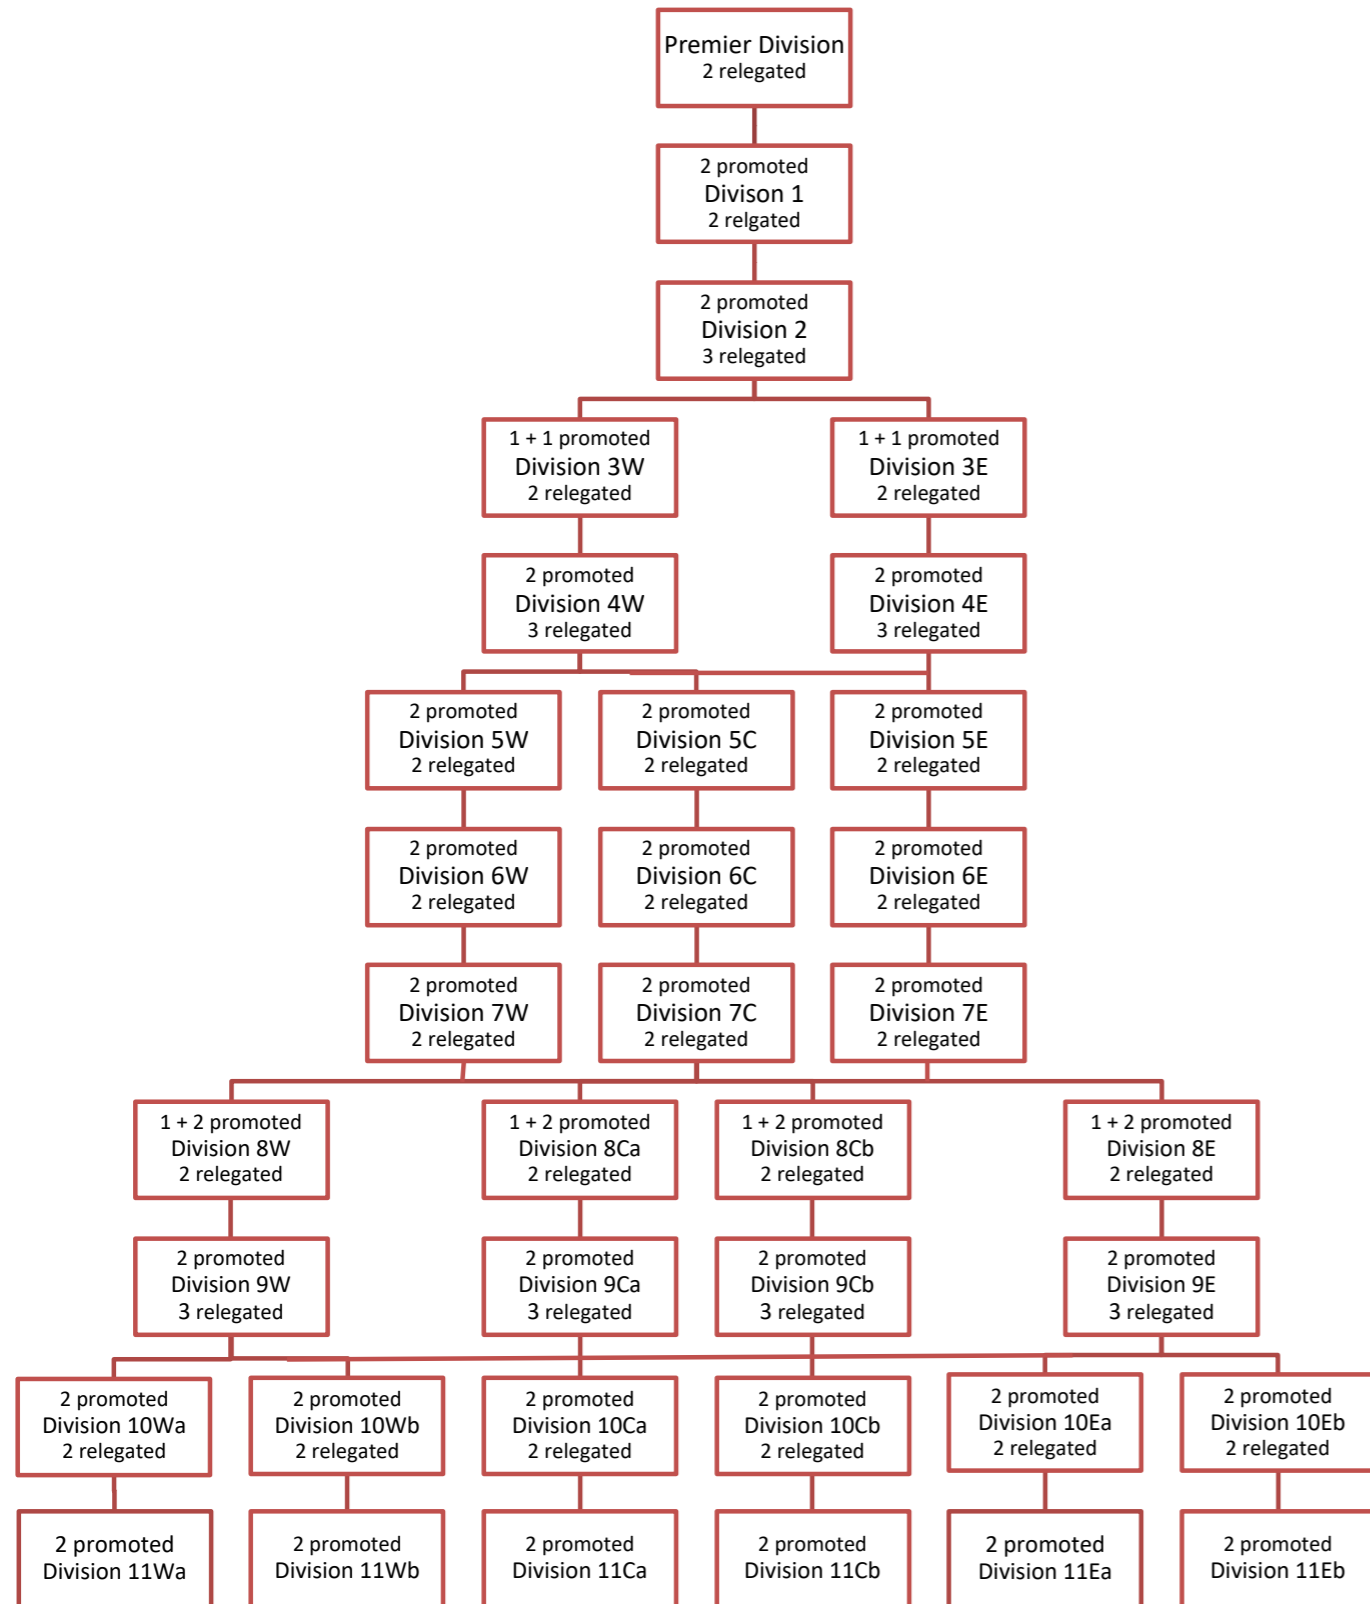 Premier Division
2 relegated
2 promoted
Divison 1
2 relgated
2 promoted
Division 2
3 relegated
1 + 1 promoted
Division 3W
2 relegated
1 + 1 promoted
Division 3E
2 relegated
2 promoted
Division 4W
3 relegated
2 promoted
Division 4E
3 relegated
2 promoted
Division 5W
2 relegated
2 promoted
Division 5C
2 relegated
2 promoted
Division 5E
2 relegated
2 promoted
Division 6W
2 relegated
2 promoted
Division 6C
2 relegated
2 promoted
Division 6E
2 relegated
2 promoted
Division 7W
2 relegated
2 promoted
Division 7C
2 relegated
2 promoted
Division 7E
2 relegated
1 + 2 promoted
Division 8W
2 relegated
1 + 2 promoted
Division 8Ca
2 relegated
1 + 2 promoted
Division 8Cb
2 relegated
1 + 2 promoted
Division 8E
2 relegated
2 promoted
Division 9W
3 relegated
2 promoted
Division 9Ca
3 relegated
2 promoted
Division 9Cb
3 relegated
2 promoted
Division 9E
3 relegated
2 promoted
Division 10Wa
2 relegated
2 promoted
Division 10Wb
2 relegated
2 promoted
Division 10Ca
2 relegated
2 promoted
Division 10Cb
2 relegated
2 promoted
Division 10Ea
2 relegated
2 promoted
Division 10Eb
2 relegated
2 promoted
Division 11Wa
2 promoted
Division 11Wb
2 promoted
Division 11Ca
2 promoted
Division 11Cb
2 promoted
Division 11Ea
2 promoted
Division 11Eb